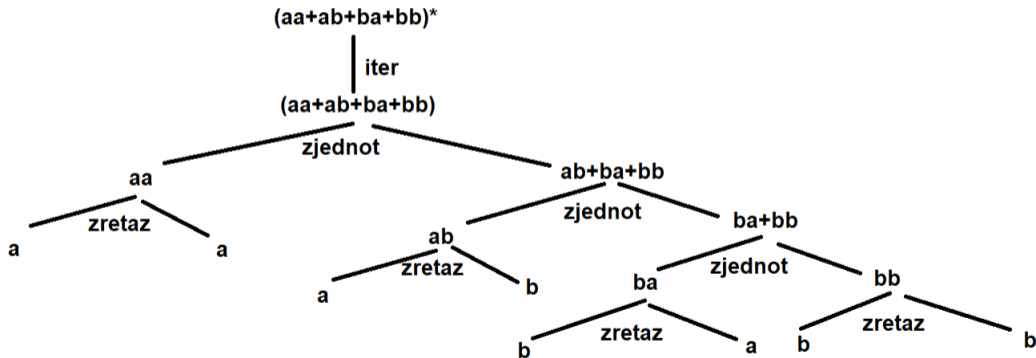 (aa+ab+ba+bb)*
iter
(aa+ab+ba+bb)
zjednot
aa
ab+ba+bb
zretaz
zjednot
a
a
ab
ba+bb
zretaz
zjednot
a
b
ba
bb
zretaz
zretaz
b
a
b
b